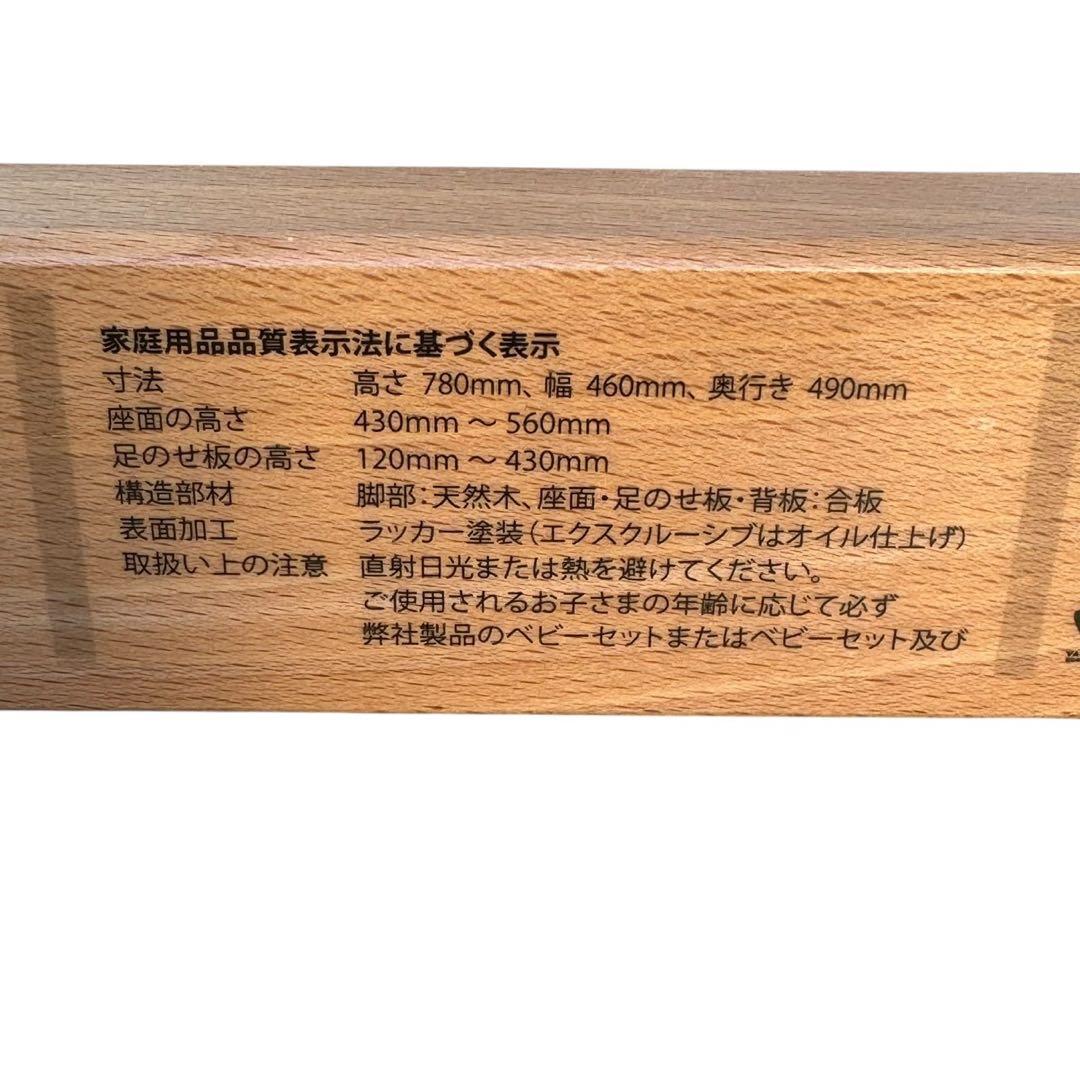 家庭用品品質表示法に基づく表示
寸法 高さ 780mm、幅 460mm、奥行き 490mm
座面の高さ 430mm ～ 560mm
足のせ板の高さ 120mm ～ 430mm
構造部材 脚部：天然木、座面・足のせ板・背板：合板
表面加工 ラッカー塗装（エクスクルーシブはオイル仕上げ）
取扱い上の注意 直射日光または熱を避けてください。
ご使用されるお子さまの年齢に応じて必ず
弊社製品のベビーセットまたはベビーセット及び